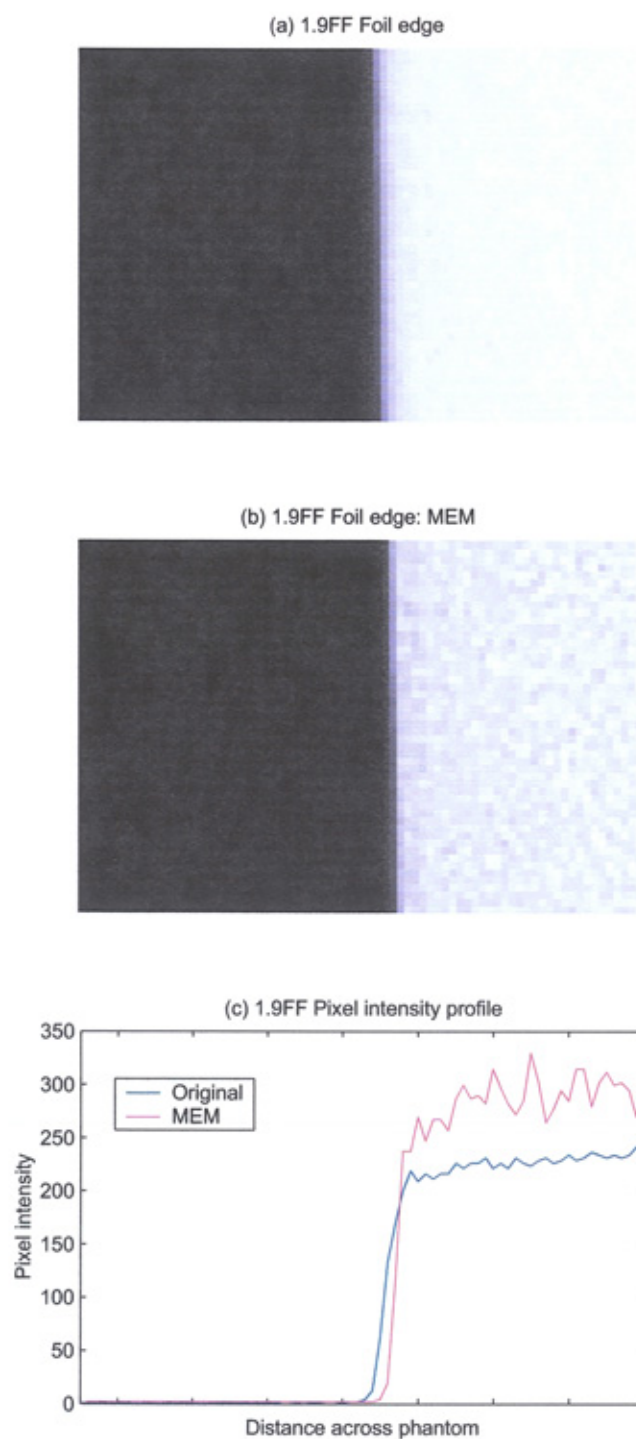 (a) 1.9FF Foil edge
(b) 1.9FF Foil edge: MEM
(c) 1.9FF Pixel intensity profile
350
300
250
200
150
100
50
0
Pixel intensity
Original
MEM
Distance across phantom